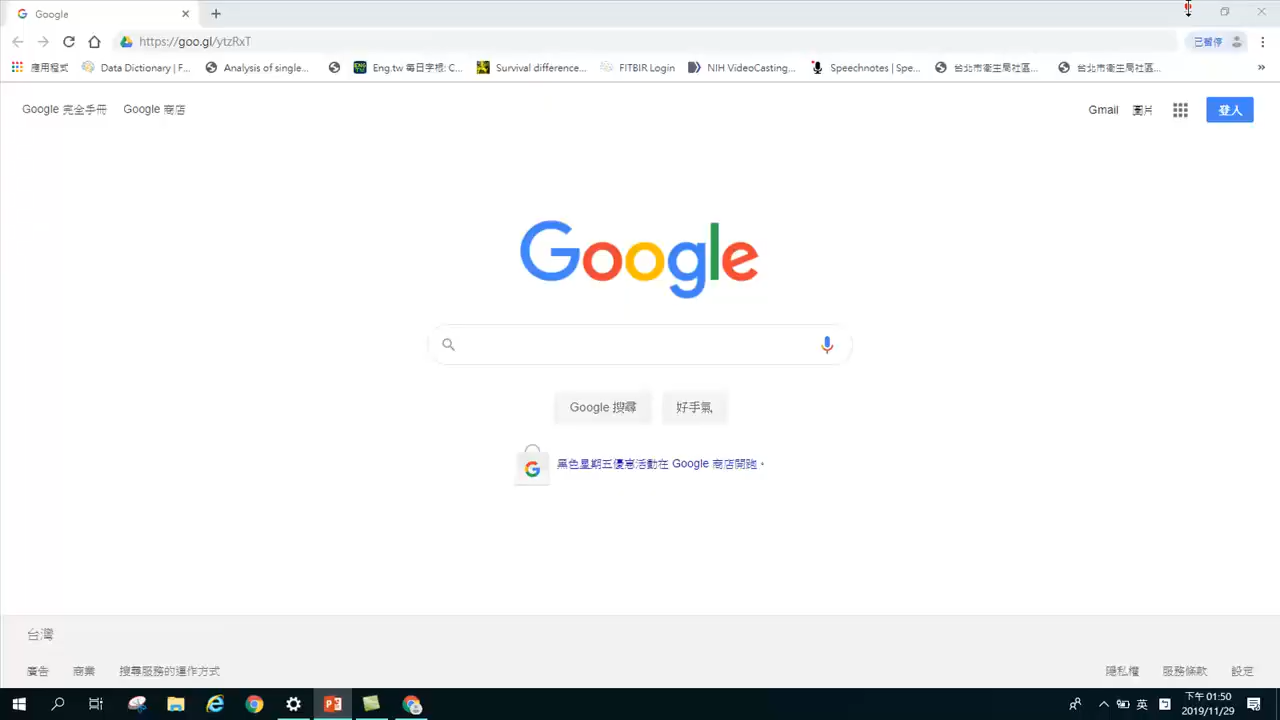 Google
https://goo.gl/ytzRxT
已暫停
應用程式
Data Dictionary | F...
Analysis of single...
Eng.tw 每日字根: C...
Survival difference...
FITBIR Login
NIH VideoCasting...
Speechnotes | Spe...
台北市衛生局社區...
台北市衛生局社區...
»
Google 完全手冊
Google 商店
Gmail
圖片
登入
Google
Google 搜尋
好手氣
黑色星期五優惠活動在 Google 商店開跑。
台灣
廣告
商業
搜尋服務的運作方式
隱私權
服務條款
設定
英
下午 01:50
2019/11/29